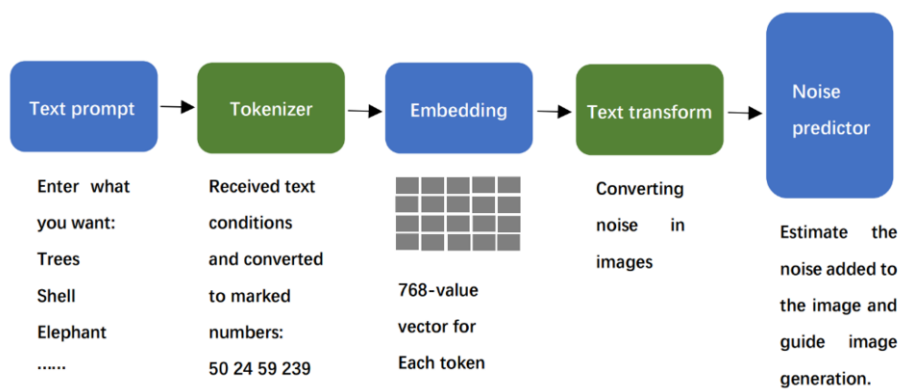 Text prompt
Tokenizer
Embedding
Text transform
Noise
predictor
Enter what
you want:
Trees
Shell
Elephant
......
Received text
conditions
and converted
to marked
numbers:
50 24 59 239
768-value
vector for
Each token
Converting
noise in
images
Estimate the
noise added to
the image and
guide image
generation.